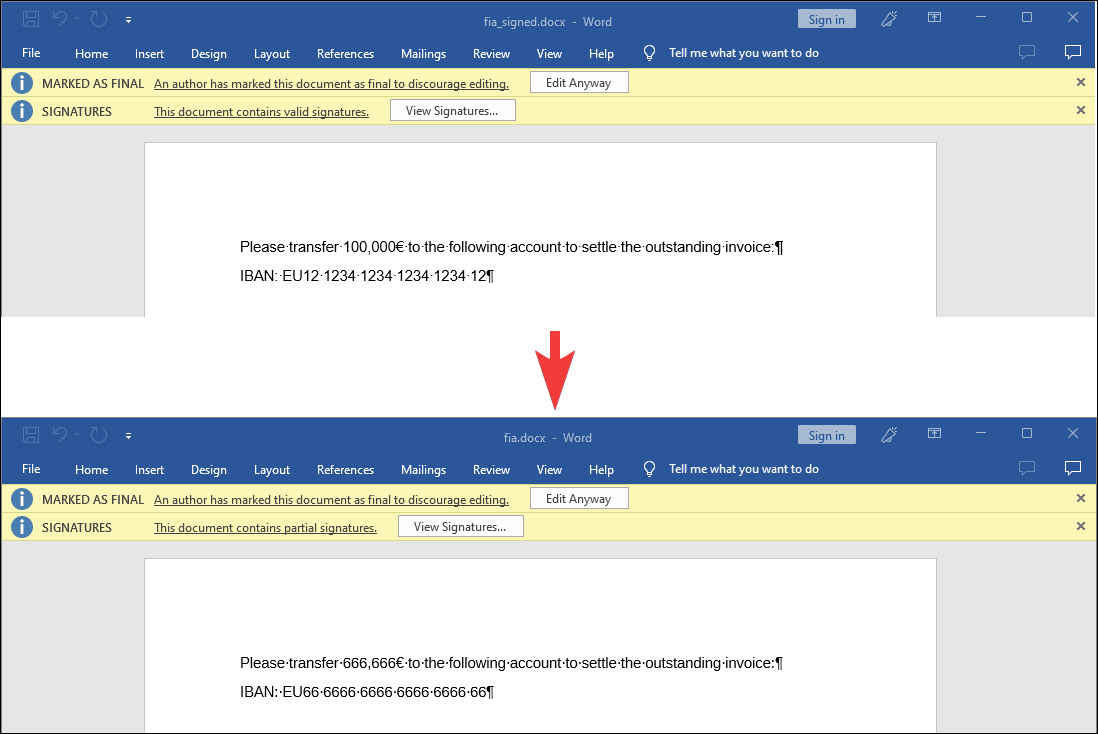 fia_signed.docx - Word
Sign in
File Home Insert Design Layout References Mailings Review View Help Tell me what you want to do
MARKED AS FINAL An author has marked this document as final to discourage editing. Edit Anyway
SIGNATURES This document contains valid signatures. View Signatures...
Please·transfer·100,000€·to·the·following·account·to·settle·the·outstanding·invoice:¶
IBAN:·EU12·1234·1234·1234·1234·12¶
fia.docx - Word
Sign in
File Home Insert Design Layout References Mailings Review View Help Tell me what you want to do
MARKED AS FINAL An author has marked this document as final to discourage editing. Edit Anyway
SIGNATURES This document contains partial signatures. View Signatures...
Please·transfer·666,666€·to·the·following·account·to·settle·the·outstanding·invoice:¶
IBAN:·EU66·6666·6666·6666·6666·66¶